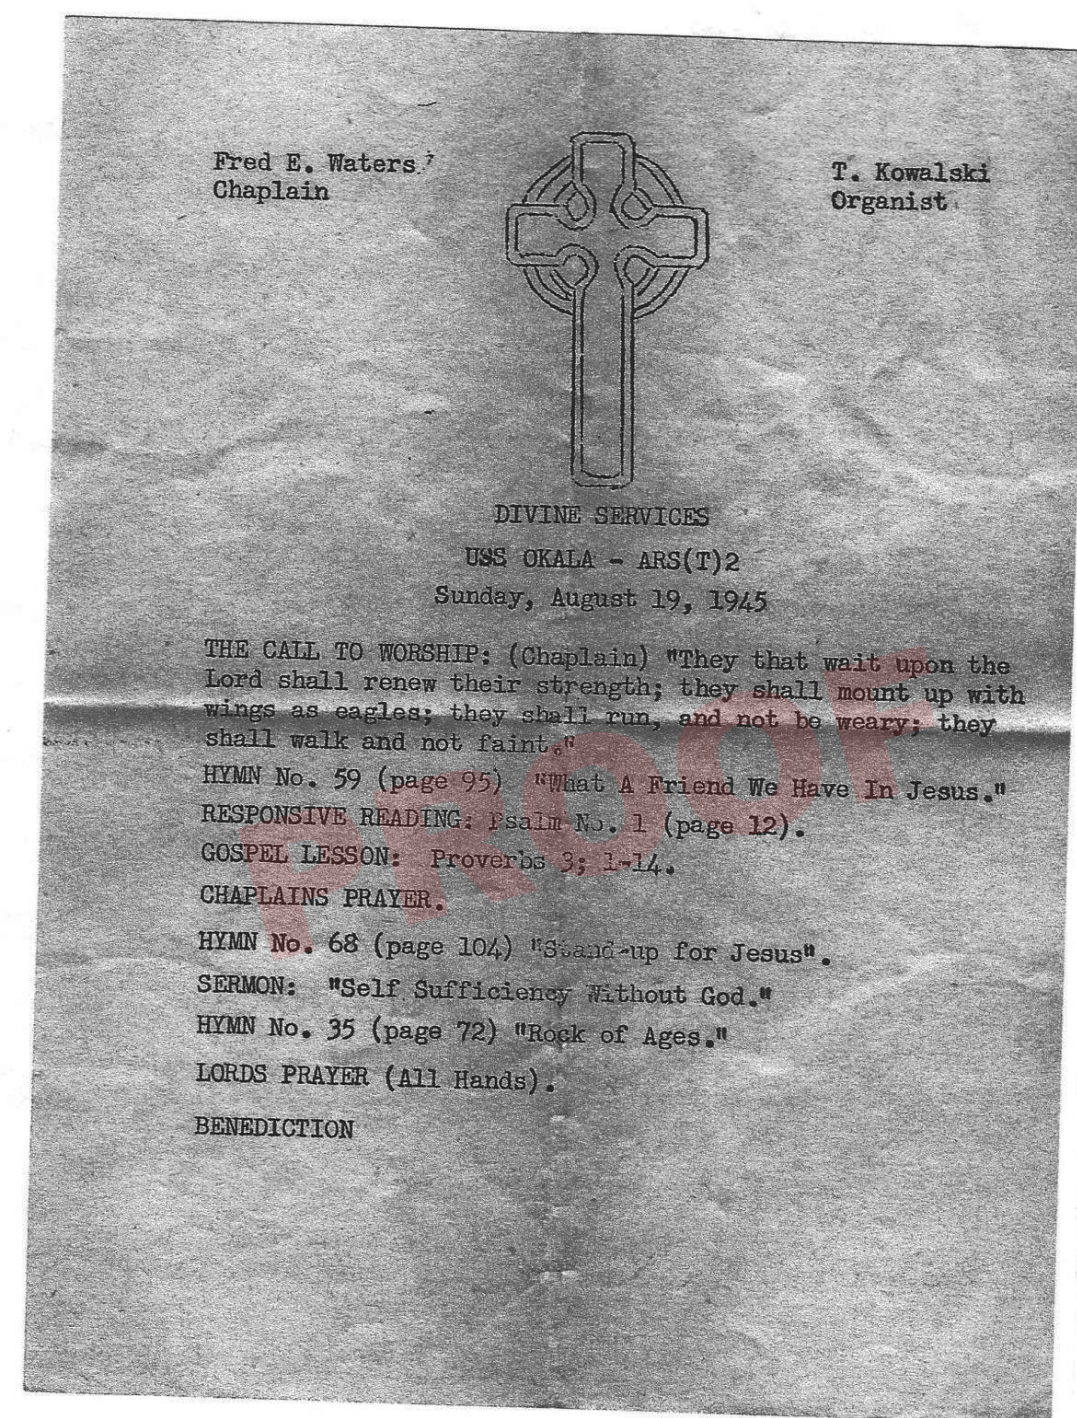 Fred E. Waters
Chaplain
T. Kowalski
Organist
DIVINE SERVICES
USS OKALA - ARS(T)2
Sunday, August 19, 1945
THE CALL TO WORSHIP: (Chaplain) "They that wait upon the
Lord shall renew their strength; they shall mount up with
wings as eagles; they shall run, and not be weary; they
shall walk and not faint."
HYMN No. 59 (page 95) "What A Friend We Have In Jesus."
RESPONSIVE READING: Psalm No. 1 (page 12).
GOSPEL LESSON: Proverbs 3; 1-14.
CHAPLAINS PRAYER.
HYMN No. 68 (page 104) "Stand-up for Jesus".
SERMON: "Self Sufficiency Without God."
HYMN No. 35 (page 72) "Rock of Ages."
LORDS PRAYER (All Hands).
BENEDICTION
PROOF